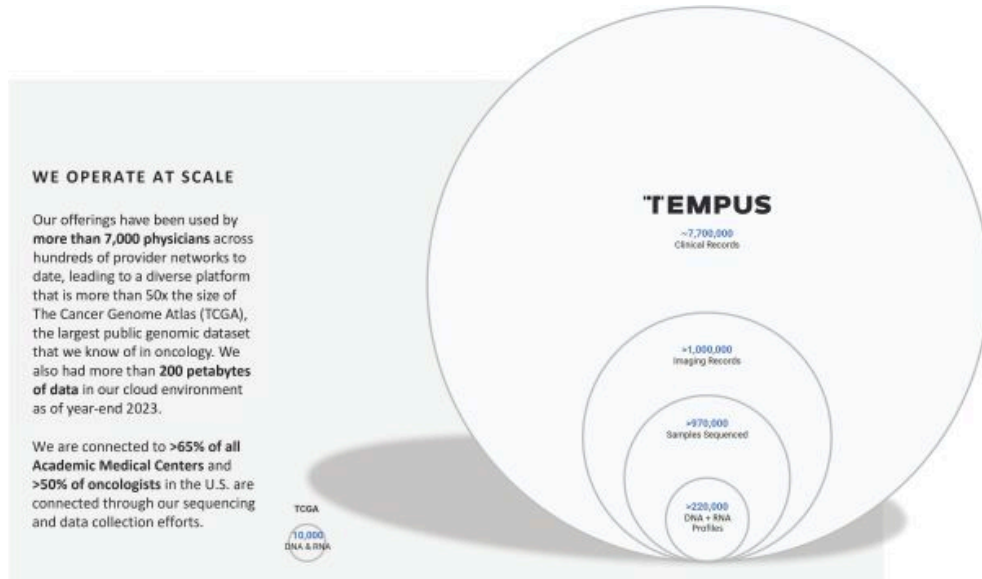 WE OPERATE AT SCALE
Our offerings have been used by
more than 7,000 physicians across
hundreds of provider networks to
date, leading to a diverse platform
that is more than 50x the size of
The Cancer Genome Atlas (TCGA),
the largest public genomic dataset
that we know of in oncology. We
also had more than 200 petabytes
of data in our cloud environment
as of year-end 2023.
We are connected to >65% of all
Academic Medical Centers and
>50% of oncologists in the U.S. are
connected through our sequencing
and data collection efforts.
TCGA
10,000
DNA & RNA
TEMPUS
~7,700,000
Clinical Records
>1,000,000
Imaging Records
>970,000
Samples Sequenced
>220,000
DNA + RNA
Profiles